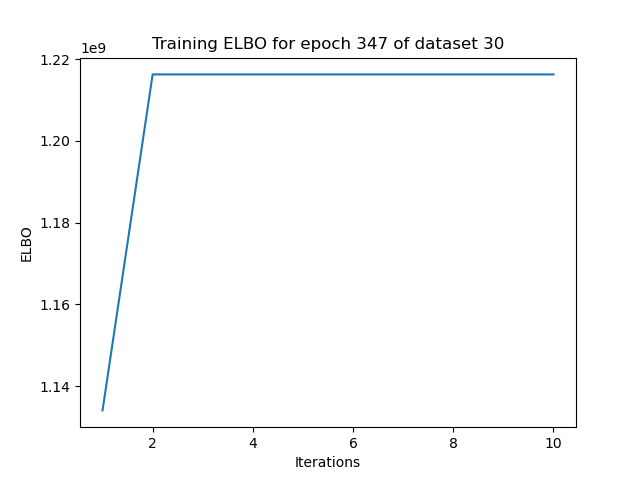 Training ELBO for epoch 347 of dataset 30
1e9
1.22
1.20
1.18
1.16
1.14
ELBO
2 4 6 8 10
Iterations